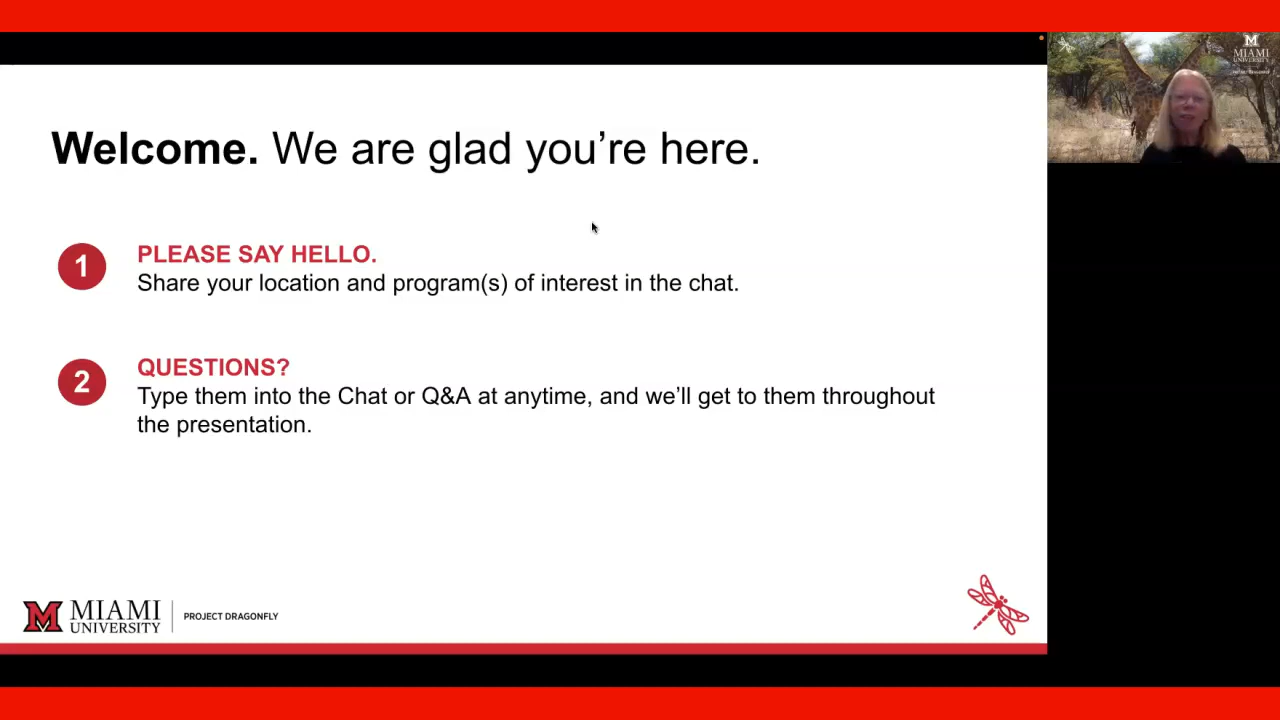 Welcome. We are glad you’re here.
1
PLEASE SAY HELLO.
Share your location and program(s) of interest in the chat.
2
QUESTIONS?
Type them into the Chat or Q&A at anytime, and we’ll get to them throughout
the presentation.
M MIAMI
UNIVERSITY
PROJECT DRAGONFLY
M
MIAMI
UNIVERSITY